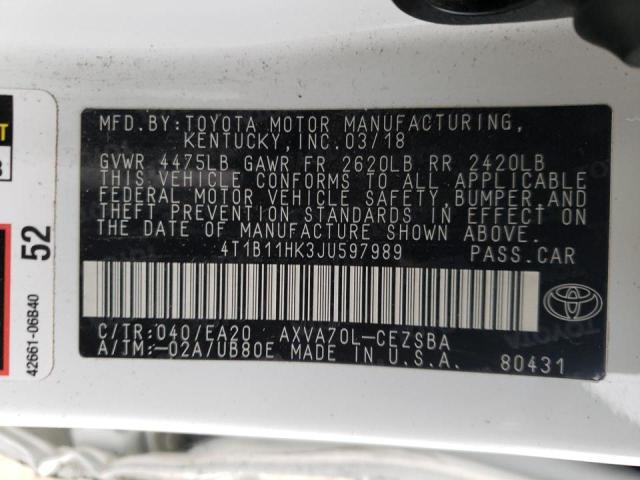 MFD.BY:TOYOTA MOTOR MANUFACTURING,
KENTUCKY,INC.03/18
GVWR 4475LB GAWR FR 2620LB RR 2420LB
THIS VEHICLE CONFORMS TO ALL APPLICABLE
FEDERAL MOTOR VEHICLE SAFETY,BUMPER,AND
THEFT PREVENTION STANDARDS IN EFFECT ON
THE DATE OF MANUFACTURE SHOWN ABOVE.
4T1B11HK3JU597989 PASS.CAR
C/TR:040/EA20 AXVA70L-CEZSBA
A/TM:-02A/UB80E MADE IN U.S.A.
80431
TOYOTA
52
42661-06B40